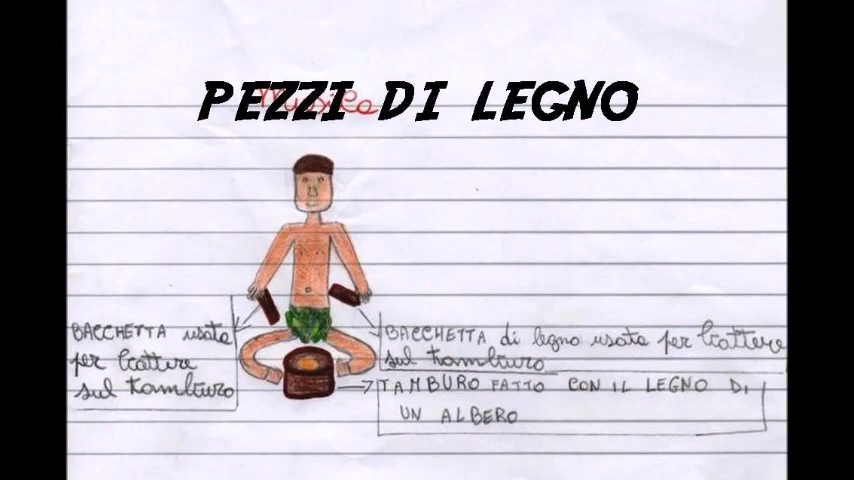 PEZZI DI LEGNO
Musica
BACCHETTA usata
per battere
sul tamburo
BACCHETTA di legno usata per battere
sul tamburo
TAMBURO FATTO CON IL LEGNO DI
UN ALBERO